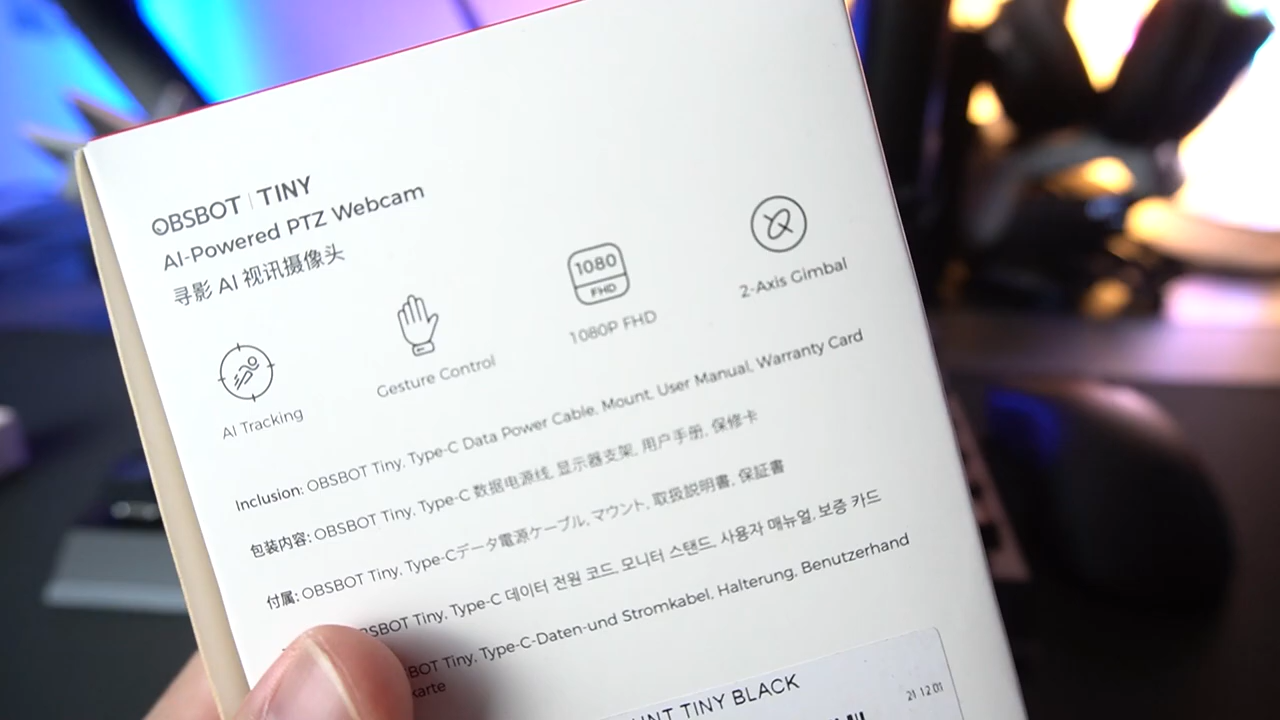 OBSBOT | TINY
AI-Powered PTZ Webcam
寻影 AI 视讯摄像头
AI Tracking
Gesture Control
1080
FHD
1080P FHD
2-Axis Gimbal
Inclusion: OBSBOT Tiny, Type-C Data Power Cable, Mount, User Manual, Warranty Card
包装内容: OBSBOT Tiny, Type-C 数据电源线, 显示器支架, 用户手册, 保修卡
付属: OBSBOT Tiny, Type-Cデータ電源ケーブル, マウント, 取扱説明書, 保証書
Tiny, Type-C 데이터 전원 코드, 모니터 스탠드, 사용자 매뉴얼, 보증 카드
Tiny, Type-C-Daten-und Stromkabel, Halterung, Benutzerhand
karte
TINY BLACK
21 12 01